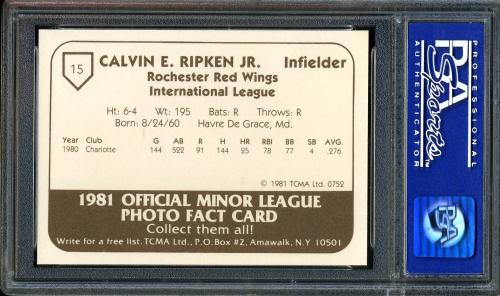 15
CALVIN E. RIPKEN JR. Infielder
Rochester Red Wings
International League
Ht: 6-4 Wt: 195 Bats: R Throws: R
Born: 8/24/60 Havre De Grace, Md.
Year Club G AB R H HR RBI BB SB AVG.
1980 Charlotte 144 522 91 144 25 78 77 4 .276
© 1981 TCMA Ltd. 0752
1981 OFFICIAL MINOR LEAGUE
PHOTO FACT CARD
Collect them all!
Write for a free list. TCMA Ltd., P.O. Box #2, Amawalk, N.Y 10501
PROFESSIONAL
SPORTS
AUTHENTICATOR
PSA
Sports
PSA